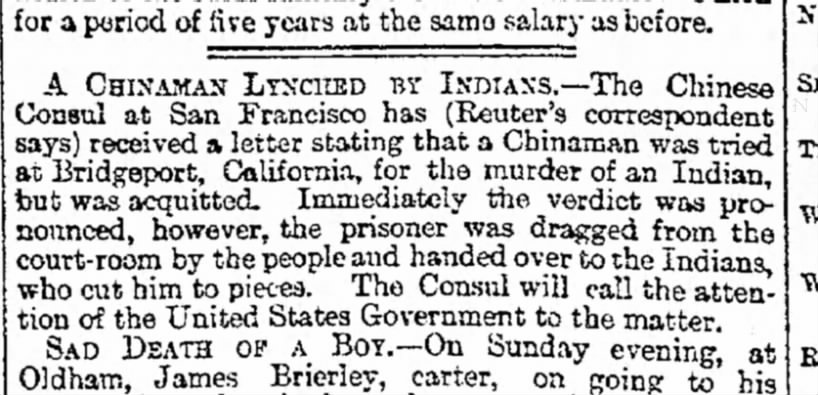 for a period of five years at the same salary as before.
A CHINAMAN LYNCHED BY INDIANS.—The Chinese
Consul at San Francisco has (Reuter's correspondent
says) received a letter stating that a Chinaman was tried
at Bridgeport, California, for the murder of an Indian,
but was acquitted. Immediately the verdict was pro-
nounced, however, the prisoner was dragged from the
court-room by the people and handed over to the Indians,
who cut him to pieces. The Consul will call the atten-
tion of the United States Government to the matter.
SAD DEATH OF A BOY.—On Sunday evening, at
Oldham, James Brierley, carter, on going to his